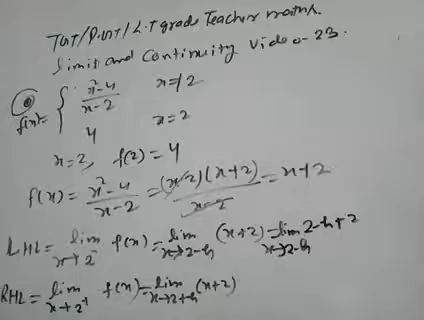 TGT/P.GT/L.T grade Teacher maths.
limit and Continuity Video-23.
f(x)= { x²-4/x-2 x≠2
4 x=2
x=2, f(2)=4
f(x)= x²-4/x-2 = (x-2)(x+2)/x-2 = x+2
LHL= lim x→2⁻ f(x)= lim x→2-h (x+2)= lim x→2-h 2-h+2
RHL= lim x→2⁺ f(x)= lim x→2+h (x+2)